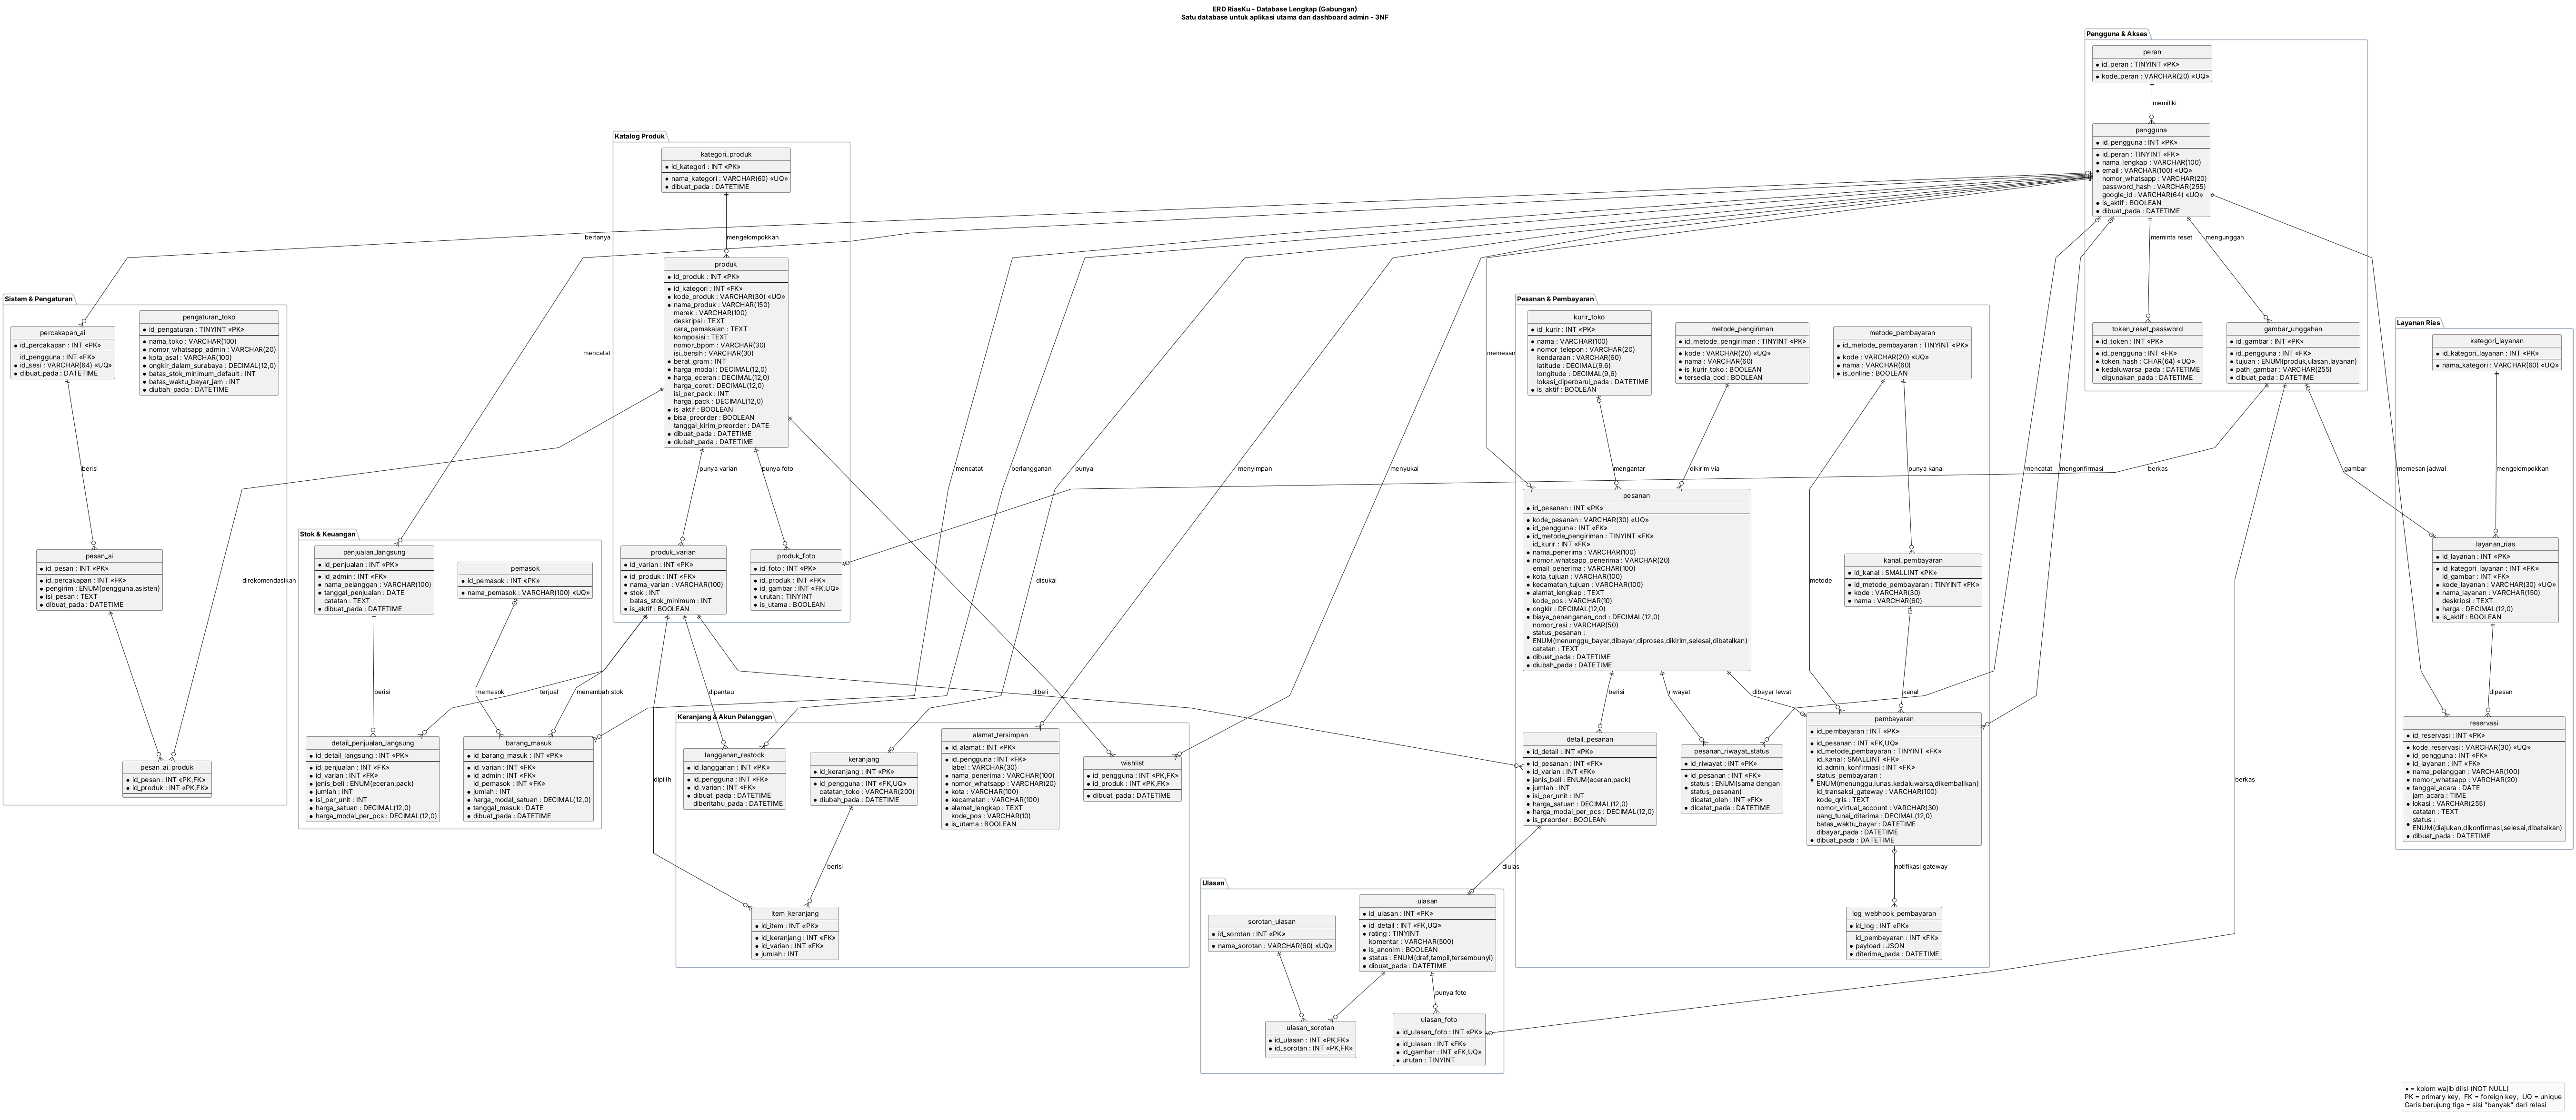 ERD RiasKu - Database Lengkap (Gabungan)
Satu database untuk aplikasi utama dan dashboard admin - 3NF
Pengguna & Akses
peran
• id_peran : TINYINT «PK»
• kode_peran : VARCHAR(20) «UQ»
memiliki
pengguna
• id_pengguna : INT «PK»
• id_peran : TINYINT «FK»
• nama_lengkap : VARCHAR(100)
• email : VARCHAR(100) «UQ»
nomor_whatsapp : VARCHAR(20)
password_hash : VARCHAR(255)
google_id : VARCHAR(64) «UQ»
• is_aktif : BOOLEAN
• dibuat_pada : DATETIME
meminta reset
mengunggah
token_reset_password
• id_token : INT «PK»
• id_pengguna : INT «FK»
• token_hash : CHAR(64) «UQ»
• kedaluwarsa_pada : DATETIME
digunakan_pada : DATETIME
gambar_unggahan
• id_gambar : INT «PK»
• id_pengguna : INT «FK»
• tujuan : ENUM(produk,ulasan,layanan)
• path_gambar : VARCHAR(255)
• dibuat_pada : DATETIME
Katalog Produk
kategori_produk
• id_kategori : INT «PK»
• nama_kategori : VARCHAR(60) «UQ»
• dibuat_pada : DATETIME
bertanya
mengelompokkan
produk
• id_produk : INT «PK»
• id_kategori : INT «FK»
• kode_produk : VARCHAR(30) «UQ»
• nama_produk : VARCHAR(150)
merek : VARCHAR(100)
deskripsi : TEXT
cara_pemakaian : TEXT
komposisi : TEXT
nomor_bpom : VARCHAR(30)
isi_bersih : VARCHAR(30)
• berat_gram : INT
• harga_modal : DECIMAL(12,0)
• harga_eceran : DECIMAL(12,0)
harga_coret : DECIMAL(12,0)
isi_per_pack : INT
harga_pack : DECIMAL(12,0)
• is_aktif : BOOLEAN
• bisa_preorder : BOOLEAN
tanggal_kirim_preorder : DATE
• dibuat_pada : DATETIME
• diubah_pada : DATETIME
punya varian
punya foto
produk_varian
• id_varian : INT «PK»
• id_produk : INT «FK»
• nama_varian : VARCHAR(100)
• stok : INT
batas_stok_minimum : INT
• is_aktif : BOOLEAN
produk_foto
• id_foto : INT «PK»
• id_produk : INT «FK»
• id_gambar : INT «FK,UQ»
• urutan : TINYINT
• is_utama : BOOLEAN
Sistem & Pengaturan
percakapan_ai
• id_percakapan : INT «PK»
id_pengguna : INT «FK»
• id_sesi : VARCHAR(64) «UQ»
• dibuat_pada : DATETIME
pengaturan_toko
• id_pengaturan : TINYINT «PK»
• nama_toko : VARCHAR(100)
• nomor_whatsapp_admin : VARCHAR(20)
• kota_asal : VARCHAR(100)
• ongkir_dalam_surabaya : DECIMAL(12,0)
• batas_stok_minimum_default : INT
• batas_waktu_bayar_jam : INT
• diubah_pada : DATETIME
berisi
pesan_ai
• id_pesan : INT «PK»
• id_percakapan : INT «FK»
• pengirim : ENUM(pengguna,asisten)
• isi_pesan : TEXT
• dibuat_pada : DATETIME
direkomendasikan
pesan_ai_produk
• id_pesan : INT «PK,FK»
• id_produk : INT «PK,FK»
mencatat
Stok & Keuangan
penjualan_langsung
• id_penjualan : INT «PK»
• id_admin : INT «FK»
• nama_pelanggan : VARCHAR(100)
• tanggal_penjualan : DATE
catatan : TEXT
• dibuat_pada : DATETIME
pemasok
• id_pemasok : INT «PK»
• nama_pemasok : VARCHAR(100) «UQ»
berisi
memasok
terjual
menambah stok
detail_penjualan_langsung
• id_detail_langsung : INT «PK»
• id_penjualan : INT «FK»
• id_varian : INT «FK»
• jenis_beli : ENUM(eceran,pack)
• jumlah : INT
• isi_per_unit : INT
• harga_satuan : DECIMAL(12,0)
• harga_modal_per_pcs : DECIMAL(12,0)
barang_masuk
• id_barang_masuk : INT «PK»
• id_varian : INT «FK»
• id_admin : INT «FK»
id_pemasok : INT «FK»
• jumlah : INT
• harga_modal_satuan : DECIMAL(12,0)
• tanggal_masuk : DATE
• dibuat_pada : DATETIME
mencatat
berlangganan
punya
menyimpan
menyukai
disukai
dipilih
dipantau
dibeli
Keranjang & Akun Pelanggan
langganan_restock
• id_langganan : INT «PK»
• id_pengguna : INT «FK»
• id_varian : INT «FK»
• dibuat_pada : DATETIME
diberitahu_pada : DATETIME
keranjang
• id_keranjang : INT «PK»
• id_pengguna : INT «FK,UQ»
catatan_toko : VARCHAR(200)
• diubah_pada : DATETIME
alamat_tersimpan
• id_alamat : INT «PK»
• id_pengguna : INT «FK»
label : VARCHAR(30)
• nama_penerima : VARCHAR(100)
• nomor_whatsapp : VARCHAR(20)
• kota : VARCHAR(100)
• kecamatan : VARCHAR(100)
• alamat_lengkap : TEXT
kode_pos : VARCHAR(10)
• is_utama : BOOLEAN
wishlist
• id_pengguna : INT «PK,FK»
• id_produk : INT «PK,FK»
• dibuat_pada : DATETIME
berisi
item_keranjang
• id_item : INT «PK»
• id_keranjang : INT «FK»
• id_varian : INT «FK»
• jumlah : INT
Pesanan & Pembayaran
memesan
kurir_toko
• id_kurir : INT «PK»
• nama : VARCHAR(100)
• nomor_telepon : VARCHAR(20)
kendaraan : VARCHAR(60)
latitude : DECIMAL(9,6)
longitude : DECIMAL(9,6)
lokasi_diperbarui_pada : DATETIME
• is_aktif : BOOLEAN
metode_pengiriman
• id_metode_pengiriman : TINYINT «PK»
• kode : VARCHAR(20) «UQ»
• nama : VARCHAR(60)
• is_kurir_toko : BOOLEAN
• tersedia_cod : BOOLEAN
metode_pembayaran
• id_metode_pembayaran : TINYINT «PK»
• kode : VARCHAR(20) «UQ»
• nama : VARCHAR(60)
• is_online : BOOLEAN
mengantar
dikirim via
punya kanal
berkas
mencatat
mengonfirmasi
pesanan
• id_pesanan : INT «PK»
• kode_pesanan : VARCHAR(30) «UQ»
• id_pengguna : INT «FK»
• id_metode_pengiriman : TINYINT «FK»
id_kurir : INT «FK»
• nama_penerima : VARCHAR(100)
• nomor_whatsapp_penerima : VARCHAR(20)
email_penerima : VARCHAR(100)
• kota_tujuan : VARCHAR(100)
• kecamatan_tujuan : VARCHAR(100)
• alamat_lengkap : TEXT
kode_pos : VARCHAR(10)
• ongkir : DECIMAL(12,0)
• biaya_penanganan_cod : DECIMAL(12,0)
nomor_resi : VARCHAR(50)
• status_pesanan :
ENUM(menunggu_bayar,dibayar,diproses,dikirim,selesai,dibatalkan)
catatan : TEXT
• dibuat_pada : DATETIME
• diubah_pada : DATETIME
metode
kanal_pembayaran
• id_kanal : SMALLINT «PK»
• id_metode_pembayaran : TINYINT «FK»
• kode : VARCHAR(30)
• nama : VARCHAR(60)
berisi
riwayat
dibayar lewat
kanal
detail_pesanan
• id_detail : INT «PK»
• id_pesanan : INT «FK»
• id_varian : INT «FK»
• jenis_beli : ENUM(eceran,pack)
• jumlah : INT
• isi_per_unit : INT
• harga_satuan : DECIMAL(12,0)
• harga_modal_per_pcs : DECIMAL(12,0)
• is_preorder : BOOLEAN
pesanan_riwayat_status
• id_riwayat : INT «PK»
• id_pesanan : INT «FK»
• status : ENUM(sama dengan
status_pesanan)
dicatat_oleh : INT «FK»
• dicatat_pada : DATETIME
pembayaran
• id_pembayaran : INT «PK»
• id_pesanan : INT «FK,UQ»
• id_metode_pembayaran : TINYINT «FK»
id_kanal : SMALLINT «FK»
id_admin_konfirmasi : INT «FK»
• status_pembayaran :
ENUM(menunggu,lunas,kedaluwarsa,dikembalikan)
id_transaksi_gateway : VARCHAR(100)
kode_qris : TEXT
nomor_virtual_account : VARCHAR(30)
uang_tunai_diterima : DECIMAL(12,0)
batas_waktu_bayar : DATETIME
dibayar_pada : DATETIME
• dibuat_pada : DATETIME
notifikasi gateway
log_webhook_pembayaran
• id_log : INT «PK»
id_pembayaran : INT «FK»
• payload : JSON
• diterima_pada : DATETIME
diulas
berkas
Ulasan
sorotan_ulasan
• id_sorotan : INT «PK»
• nama_sorotan : VARCHAR(60) «UQ»
ulasan
• id_ulasan : INT «PK»
• id_detail : INT «FK,UQ»
• rating : TINYINT
komentar : VARCHAR(500)
• is_anonim : BOOLEAN
• status : ENUM(draf,tampil,tersembunyi)
• dibuat_pada : DATETIME
punya foto
ulasan_sorotan
• id_ulasan : INT «PK,FK»
• id_sorotan : INT «PK,FK»
ulasan_foto
• id_ulasan_foto : INT «PK»
• id_ulasan : INT «FK»
• id_gambar : INT «FK,UQ»
• urutan : TINYINT
Layanan Rias
kategori_layanan
• id_kategori_layanan : INT «PK»
• nama_kategori : VARCHAR(60) «UQ»
gambar
memesan jadwal
mengelompokkan
layanan_rias
• id_layanan : INT «PK»
• id_kategori_layanan : INT «FK»
id_gambar : INT «FK»
• kode_layanan : VARCHAR(30) «UQ»
• nama_layanan : VARCHAR(150)
deskripsi : TEXT
• harga : DECIMAL(12,0)
• is_aktif : BOOLEAN
dipesan
reservasi
• id_reservasi : INT «PK»
• kode_reservasi : VARCHAR(30) «UQ»
• id_pengguna : INT «FK»
• id_layanan : INT «FK»
• nama_pelanggan : VARCHAR(100)
• nomor_whatsapp : VARCHAR(20)
• tanggal_acara : DATE
jam_acara : TIME
• lokasi : VARCHAR(255)
catatan : TEXT
• status :
ENUM(diajukan,dikonfirmasi,selesai,dibatalkan)
• dibuat_pada : DATETIME
• = kolom wajib diisi (NOT NULL)
PK = primary key, FK = foreign key, UQ = unique
Garis berujung tiga = sisi "banyak" dari relasi